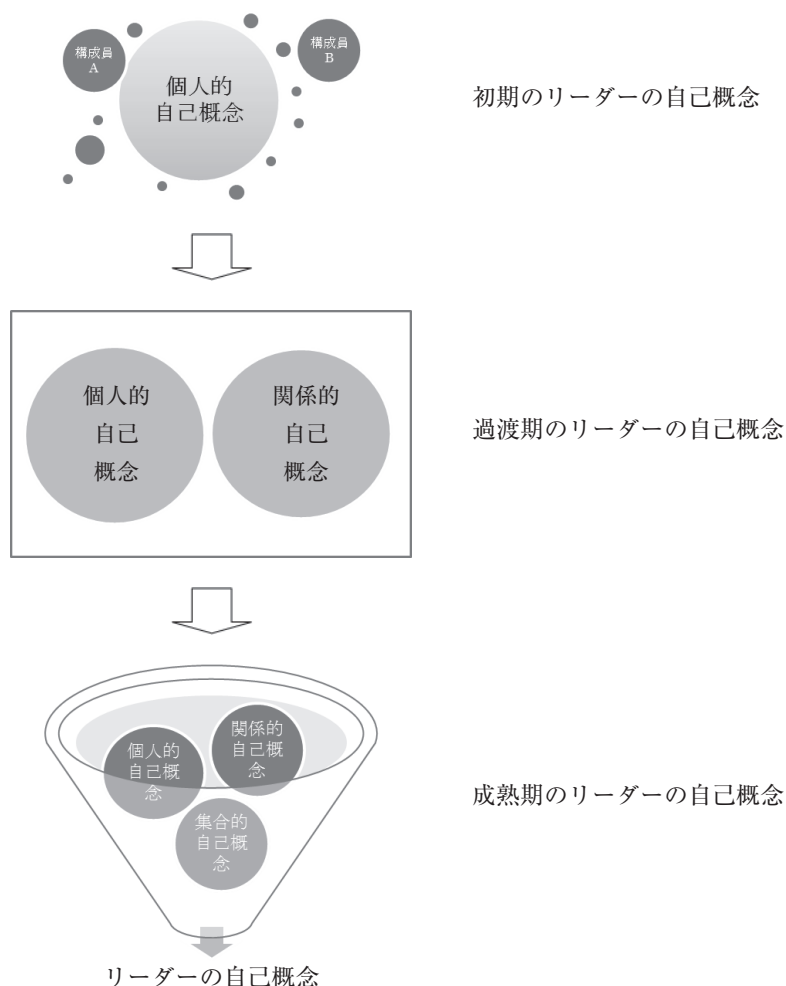 構成員
A
構成員
B
個人的
自己概念
初期のリーダーの自己概念
個人的
自己
概念
関係的
自己
概念
過渡期のリーダーの自己概念
個人的
自己概
念
関係的
自己概
念
集合的
自己概
念
成熟期のリーダーの自己概念
リーダーの自己概念